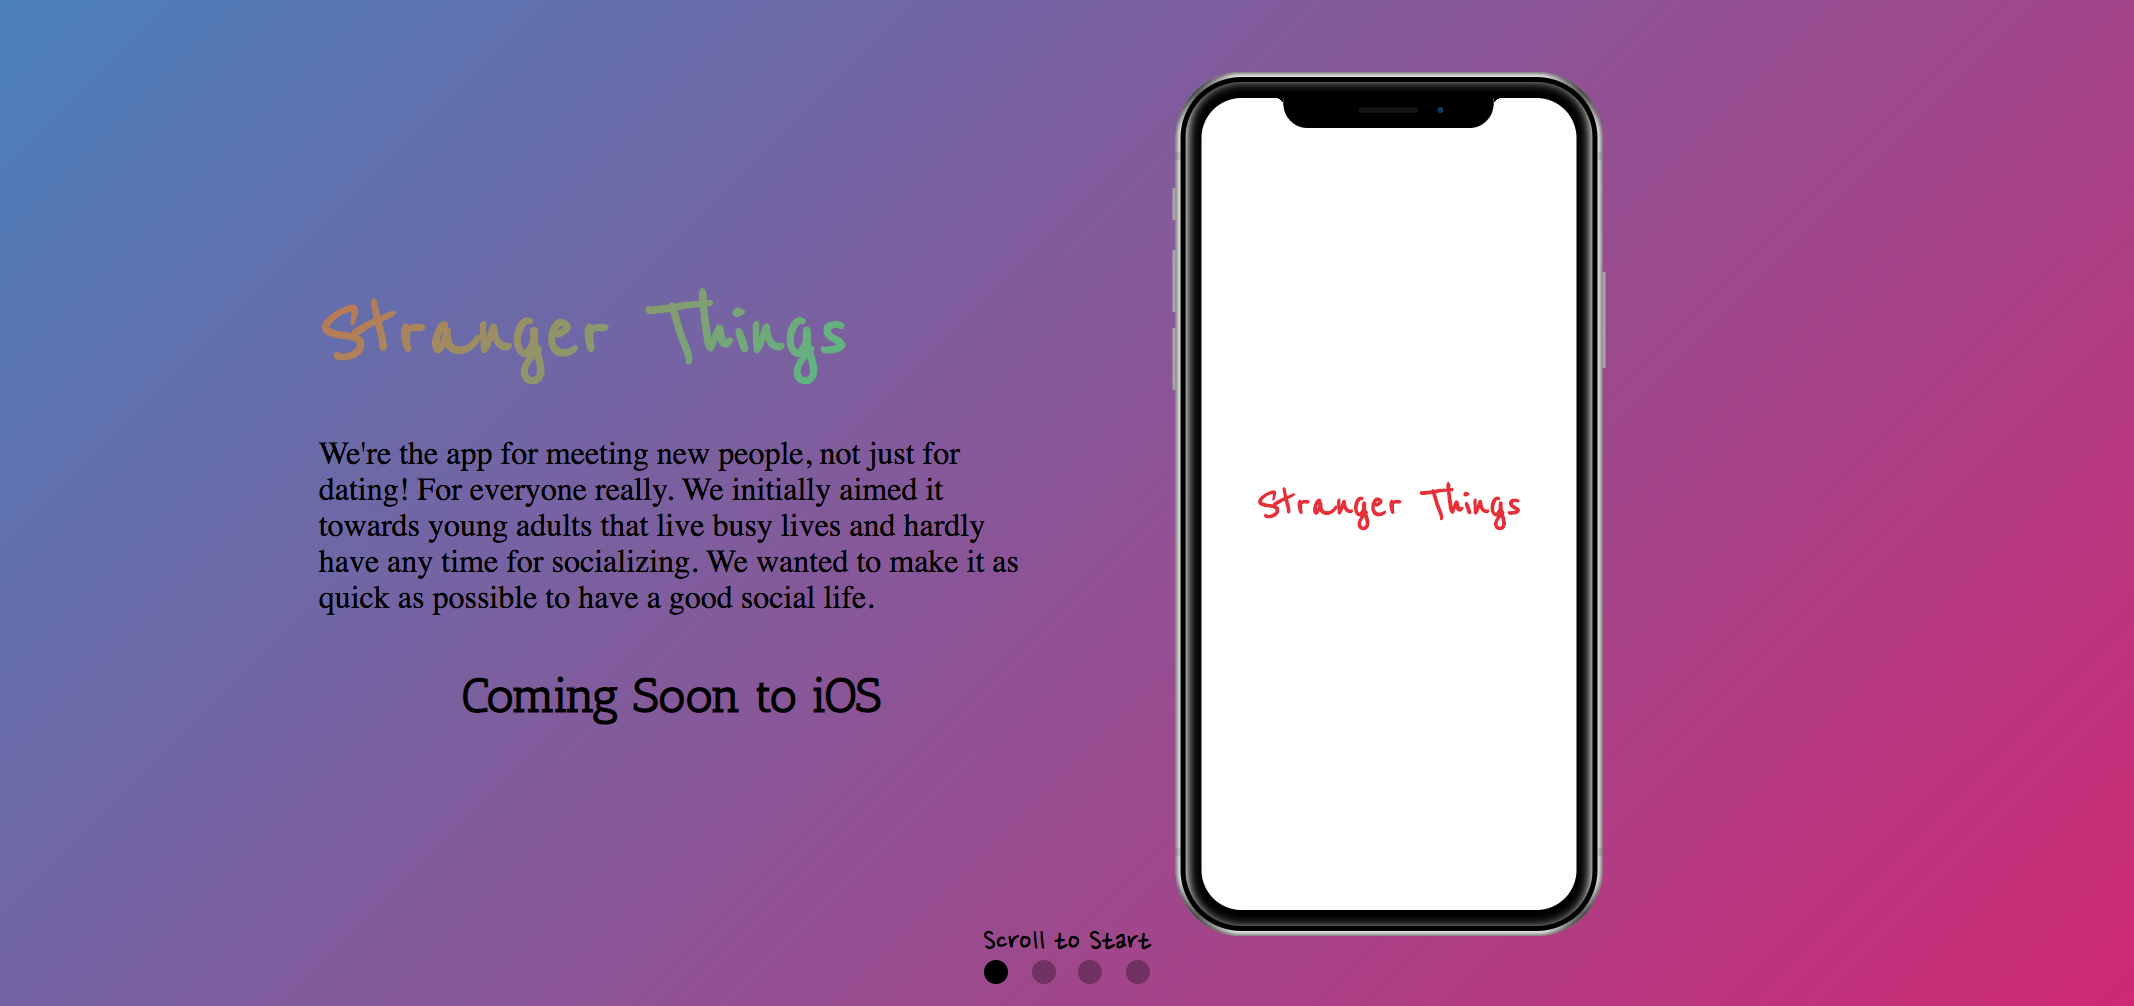 Stranger Things
We're the app for meeting new people, not just for
dating! For everyone really. We initially aimed it
towards young adults that live busy lives and hardly
have any time for socializing. We wanted to make it as
quick as possible to have a good social life.
Coming Soon to iOS
Stranger Things
Scroll to Start